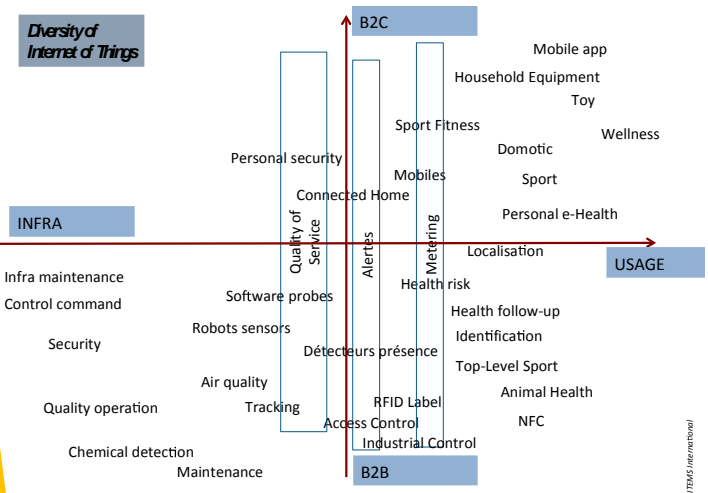 Diversity of
Internet of Things
B2C
Mobile app
Household Equipment
Toy
Sport Fitness
Wellness
Domotic
Personal security
Mobiles
Sport
Connected Home
INFRA
Personal e-Health
Quality of
Service
Alertes
Metering
Localisation
USAGE
Infra maintenance
Health risk
Software probes
Control command
Health follow-up
Robots sensors
Identification
Security
Détecteurs présence
Top-Level Sport
Air quality
Animal Health
Quality operation
Tracking
RFID Label
Access Control
NFC
Industrial Control
Chemical detection
Maintenance
B2B
ITEMS International